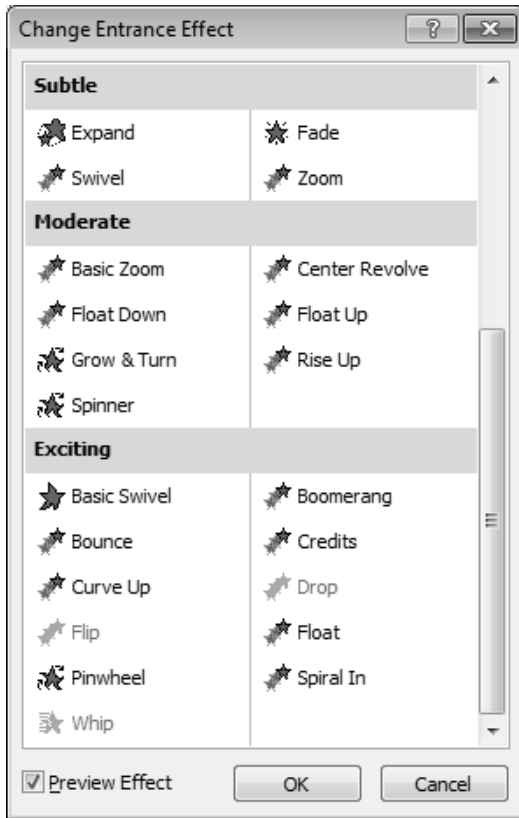 Change Entrance Effect
Subtle
Expand Fade
Swivel Zoom
Moderate
Basic Zoom Center Revolve
Float Down Float Up
Grow & Turn Rise Up
Spinner
Exciting
Basic Swivel Boomerang
Bounce Credits
Curve Up Drop
Flip Float
Pinwheel Spiral In
Whip
Preview Effect OK Cancel